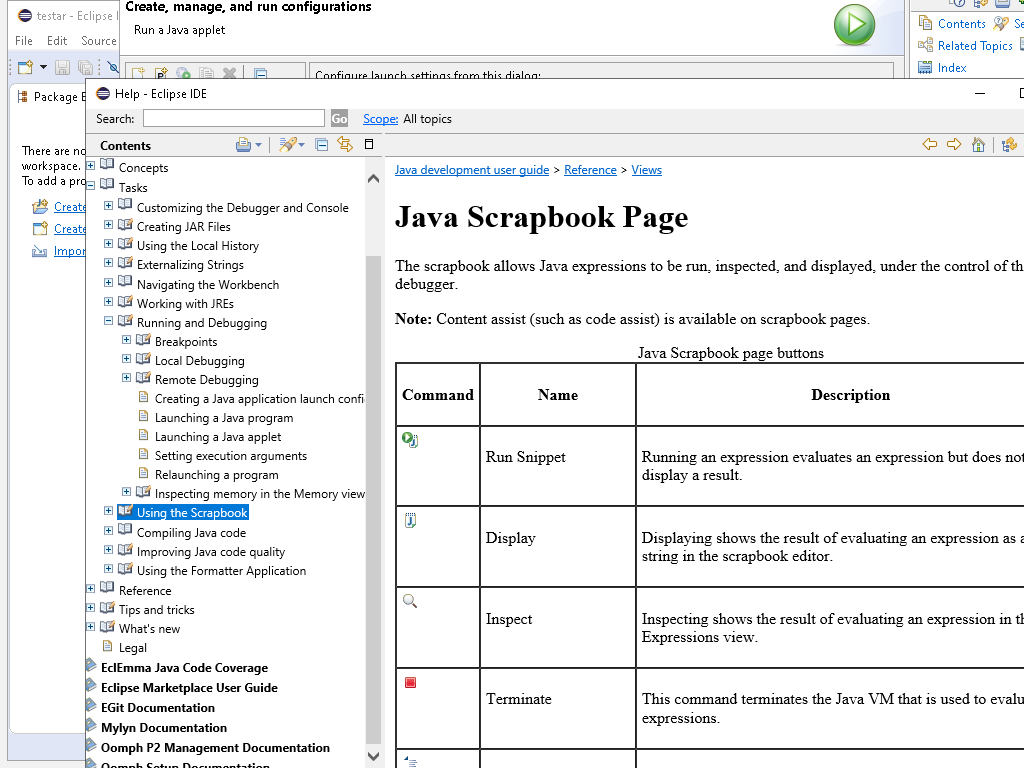 testar - Eclipse I
File Edit Source
Package E
There are no
workspace.
To add a pro
Create
Create
Impor
Create, manage, and run configurations
Run a Java applet
Configure launch settings from this dialog:
Contents
Se
Related Topics
Index
Help - Eclipse IDE
Search:
Go
Scope: All topics
Contents
Concepts
Tasks
Customizing the Debugger and Console
Creating JAR Files
Using the Local History
Externalizing Strings
Navigating the Workbench
Working with JREs
Running and Debugging
Breakpoints
Local Debugging
Remote Debugging
Creating a Java application launch confi
Launching a Java program
Launching a Java applet
Setting execution arguments
Relaunching a program
Inspecting memory in the Memory view
Using the Scrapbook
Compiling Java code
Improving Java code quality
Using the Formatter Application
Reference
Tips and tricks
What's new
Legal
EclEmma Java Code Coverage
Eclipse Marketplace User Guide
EGit Documentation
Mylyn Documentation
Oomph P2 Management Documentation
Oomph Setup Documentation
Java development user guide > Reference > Views
Java Scrapbook Page
The scrapbook allows Java expressions to be run, inspected, and displayed, under the control of th
debugger.
Note: Content assist (such as code assist) is available on scrapbook pages.
Java Scrapbook page buttons
Command Name Description
Run Snippet
Running an expression evaluates an expression but does not
display a result.
Display
Displaying shows the result of evaluating an expression as a
string in the scrapbook editor.
Inspect
Inspecting shows the result of evaluating an expression in th
Expressions view.
Terminate
This command terminates the Java VM that is used to evalu
expressions.